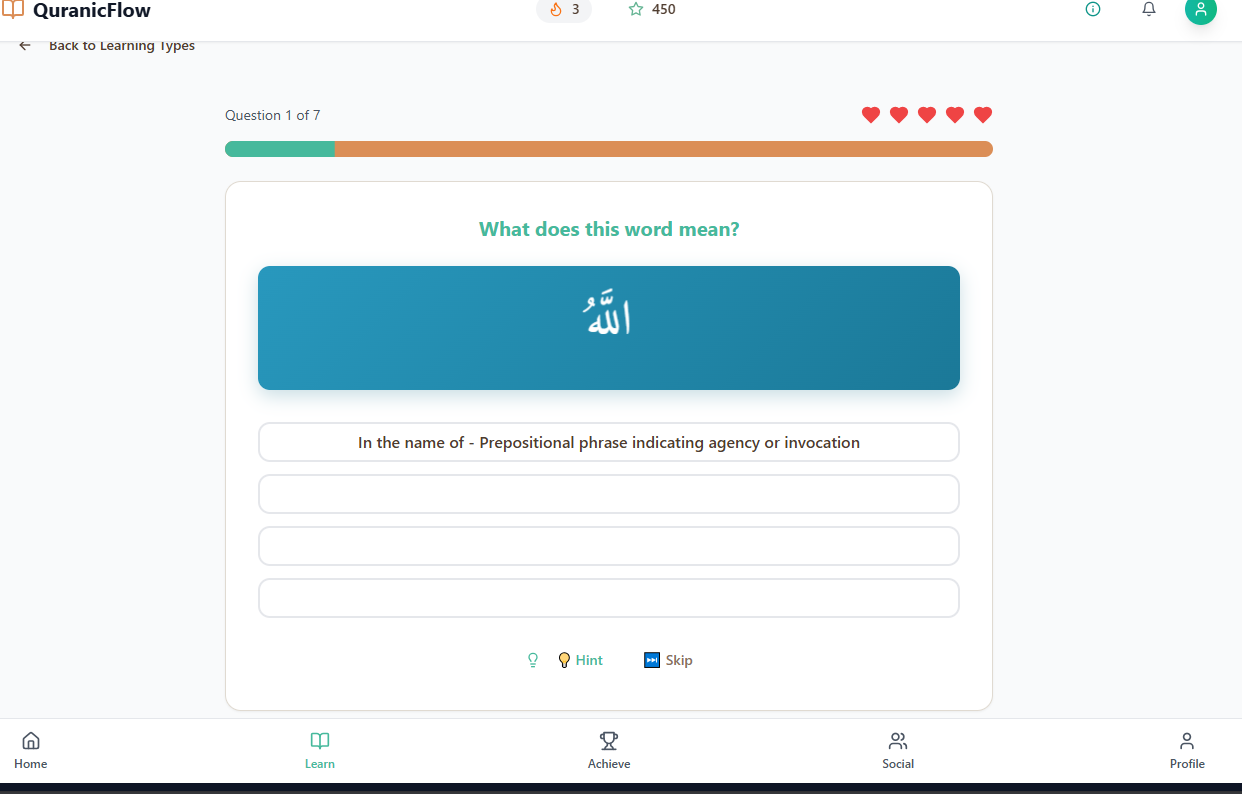 QuranicFlow
3
450
Back to Learning Types
Question 1 of 7
What does this word mean?
اللَّهُ
In the name of - Prepositional phrase indicating agency or invocation
Hint
Skip
Home
Learn
Achieve
Social
Profile